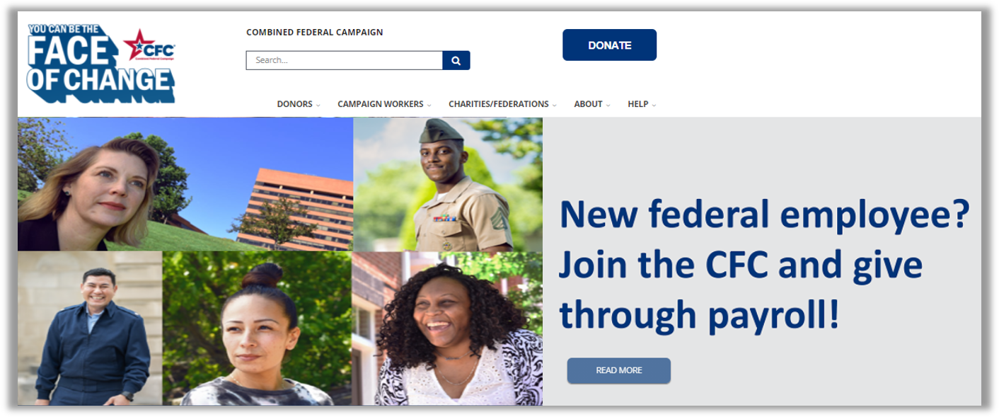 YOU CAN BE THE
FACE
OF CHANGE
CFC
Combined Federal Campaign
COMBINED FEDERAL CAMPAIGN
Search...
DONATE
DONORS CAMPAIGN WORKERS CHARITIES/FEDERATIONS ABOUT HELP
New federal employee?
Join the CFC and give
through payroll!
READ MORE